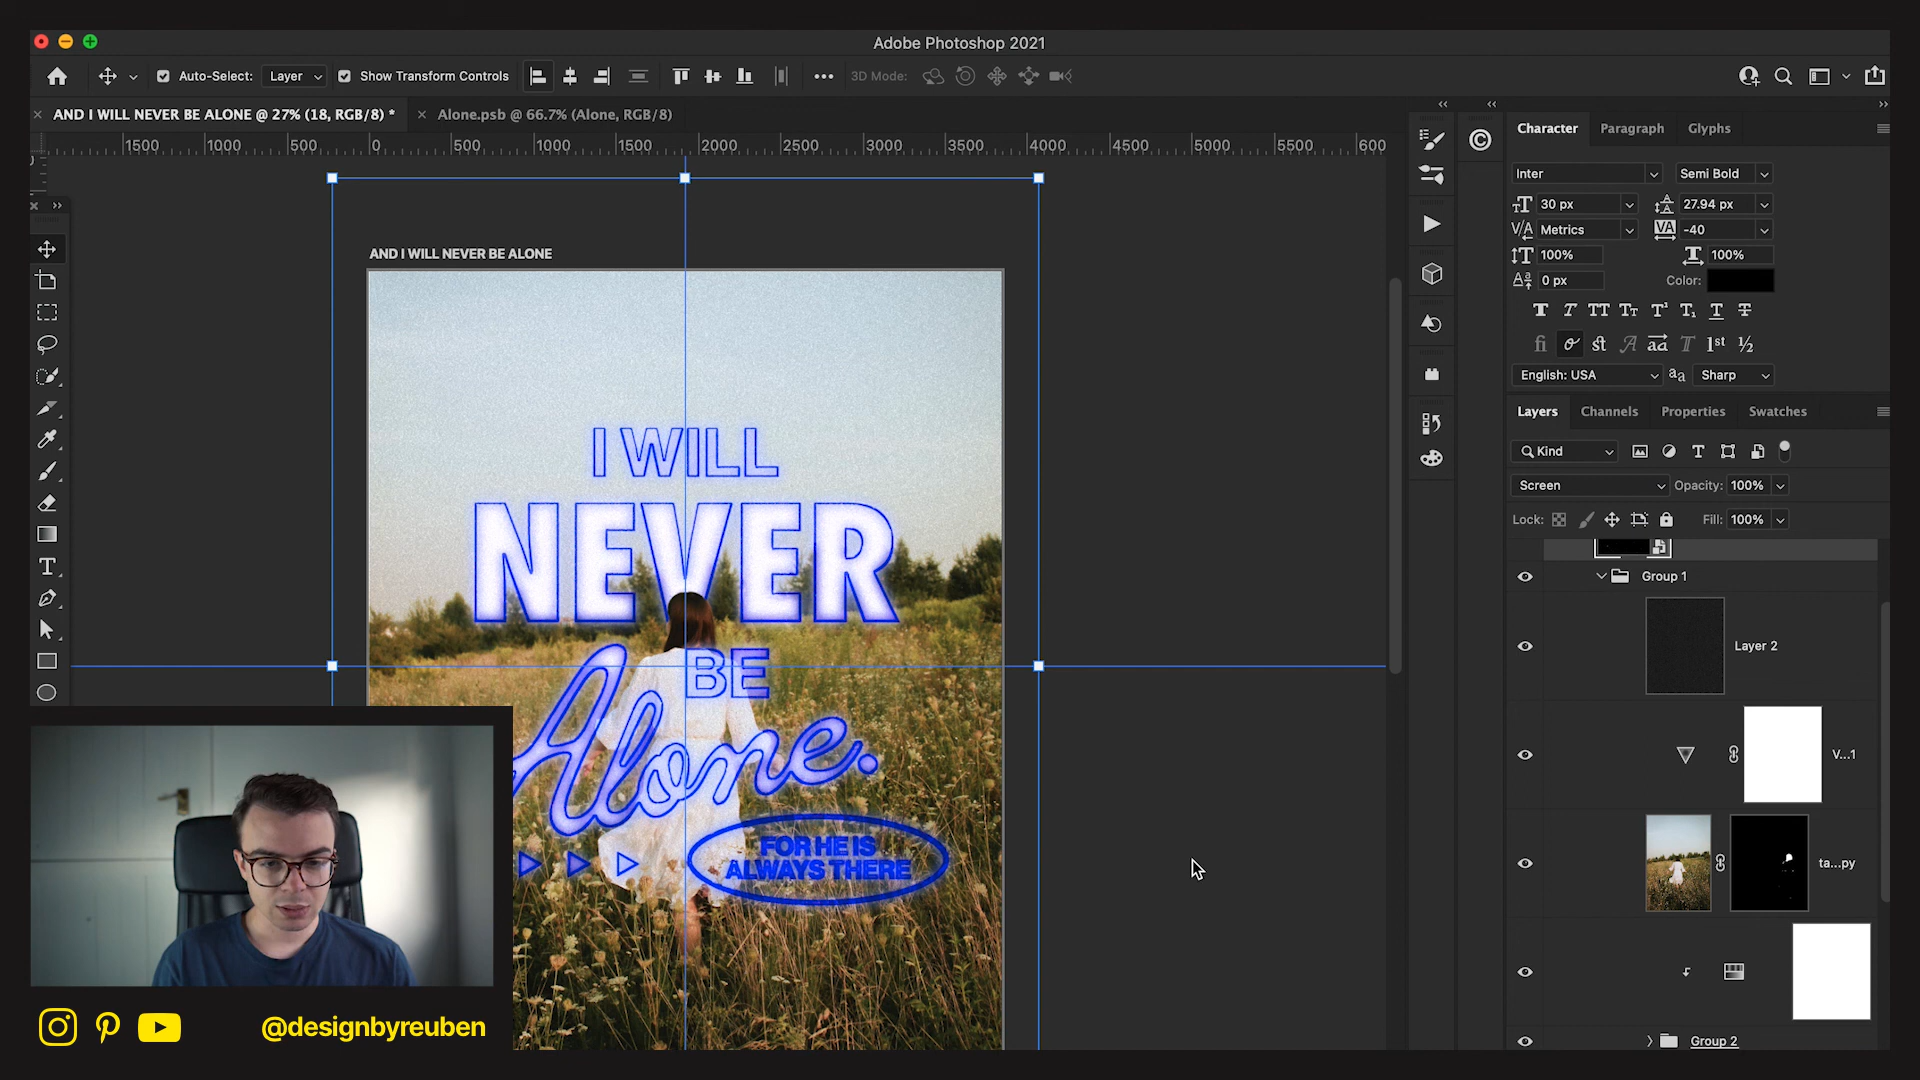 Adobe Photoshop 2021
Auto-Select: Layer Show Transform Controls 3D Mode:
AND I WILL NEVER BE ALONE @ 27% (18, RGB/8) *
Alone.psb @ 66.7% (Alone, RGB/8)
1500 1000 500 0 500 1000 1500 2000 2500 3000 3500 4000 4500 5000 5500 600
AND I WILL NEVER BE ALONE
I WILL
NEVER
BE
Alone.
FOR HE IS
ALWAYS THERE
@designbyreuben
Character Paragraph Glyphs
Inter Semi Bold
30 px 27.94 px
Metrics -40
100% 100%
0 px Color:
English: USA Sharp
Layers Channels Properties Swatches
Kind
Screen Opacity: 100%
Lock: Fill: 100%
Group 1
Layer 2
V...1
ta...py
Group 2